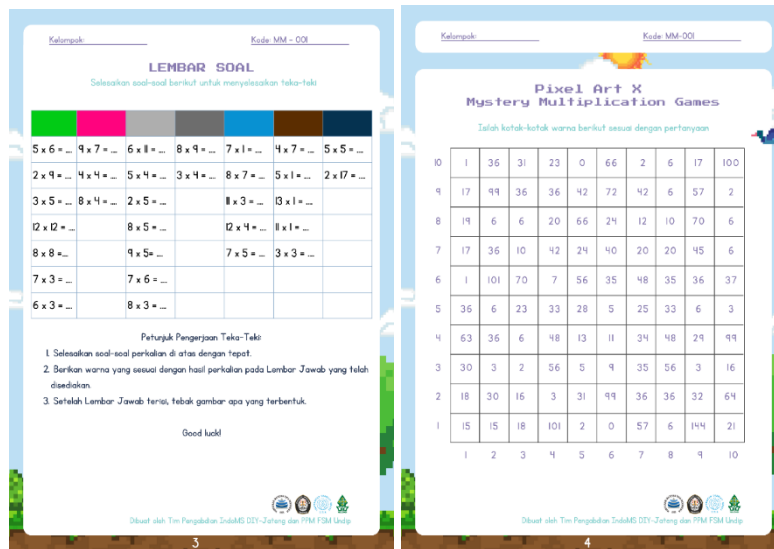 Kelompok:
Kode: MM - 001
LEMBAR SOAL
Selesaikan soal-soal berikut untuk menyelesaikan teka-teki
5 x 6 = ... 9 x 7 = ... 6 x 11 = ... 8 x 9 = ... 7 x 1 = ... 4 x 7 = ... 5 x 5 = ...
2 x 9 = ... 4 x 4 = ... 5 x 4 = ... 3 x 4 = ... 8 x 7 = ... 5 x 1 = ... 2 x 17 = ...
3 x 5 = ... 8 x 4 = ... 2 x 5 = ... 11 x 3 = ... 13 x 1 = ...
12 x 12 = ... 8 x 5 = ... 12 x 4 = ... 11 x 1 = ...
8 x 8 = ... 9 x 5= ... 7 x 5 = ... 3 x 3 = ...
7 x 3 = ... 7 x 6 = ...
6 x 3 = ... 8 x 3 = ...
Petunjuk Pengerjaan Teka-Teki:
1. Selesaikan soal-soal perkalian di atas dengan tepat.
2. Berikan warna yang sesuai dengan hasil perkalian pada Lembar Jawab yang telah
disediakan.
3. Setelah Lembar Jawab terisi, tebak gambar apa yang terbentuk.
Good luck!
Dibuat oleh Tim Pengabdian IndoMS DIY-Jateng dan PPM FSM Undip
3
Kelompok:
Kode: MM-001
Pixel Art X
Mystery Multiplication Games
Isilah kotak-kotak warna berikut sesuai dengan pertanyaan
10 1 36 31 23 0 66 2 6 17 100
9 17 99 36 36 42 72 42 6 57 2
8 19 6 6 20 66 24 12 10 70 6
7 17 36 10 42 24 40 20 20 45 6
6 1 101 70 7 56 35 48 35 36 37
5 36 6 23 33 28 5 25 33 6 3
4 63 36 6 48 13 11 34 48 29 99
3 30 3 2 56 5 9 35 56 3 16
2 18 30 16 3 31 99 36 36 32 64
1 15 15 18 101 2 0 57 6 144 21
1 2 3 4 5 6 7 8 9 10
Dibuat oleh Tim Pengabdian IndoMS DIY-Jateng dan PPM FSM Undip
4